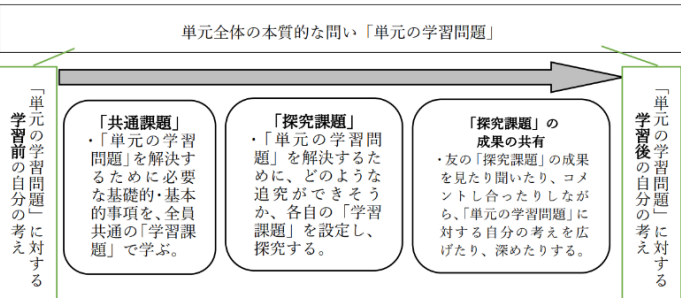 単元全体の本質的な問い「単元の学習問題」
「単元の学習問題」に対する
学習前の自分の考え
「共通課題」
・「単元の学習
問題」を解決す
るために必要
な基礎的・基本
的事項を、全員
共通の「学習課
題」で学ぶ。
「探究課題」
・「単元の学習問
題」を解決するた
めに、どのような
追究ができそう
か、各自の「学習
課題」を設定し、
探究する。
「探究課題」の
成果の共有
・友の「探究課題」の成果
を見たり聞いたり、コメ
ントし合ったりしなが
ら、「単元の学習問題」に
対する自分の考えを広
げたり、深めたりする。
「単元の学習問題」に対する
学習後の自分の考え